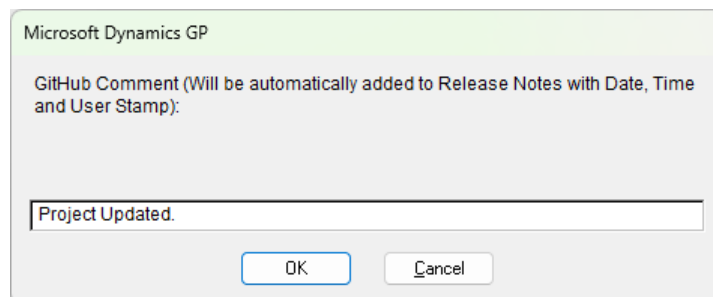 Microsoft Dynamics GP
GitHub Comment (Will be automatically added to Release Notes with Date, Time
and User Stamp):
Project Updated.
OK
Cancel